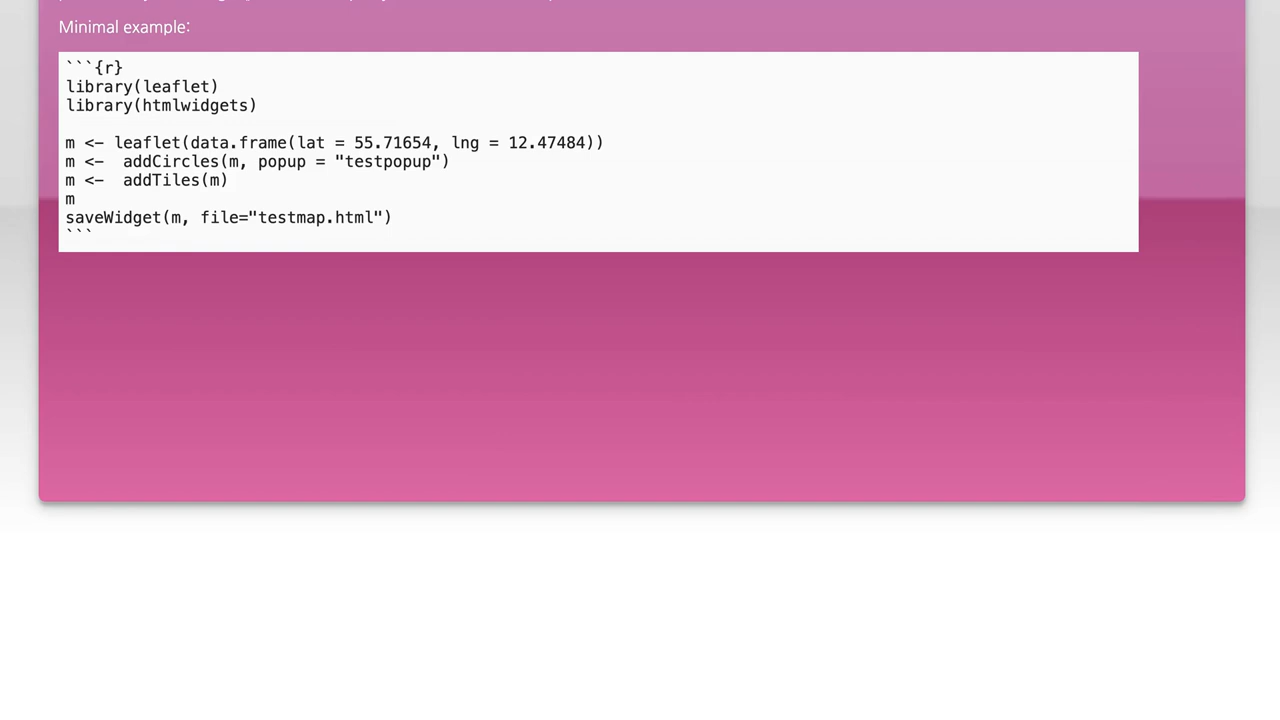 Minimal example:
```{r}
library(leaflet)
library(htmlwidgets)
m <- leaflet(data.frame(lat = 55.71654, lng = 12.47484))
m <-  addCircles(m, popup = "testpopup")
m <-  addTiles(m)
m
saveWidget(m, file="testmap.html")
```